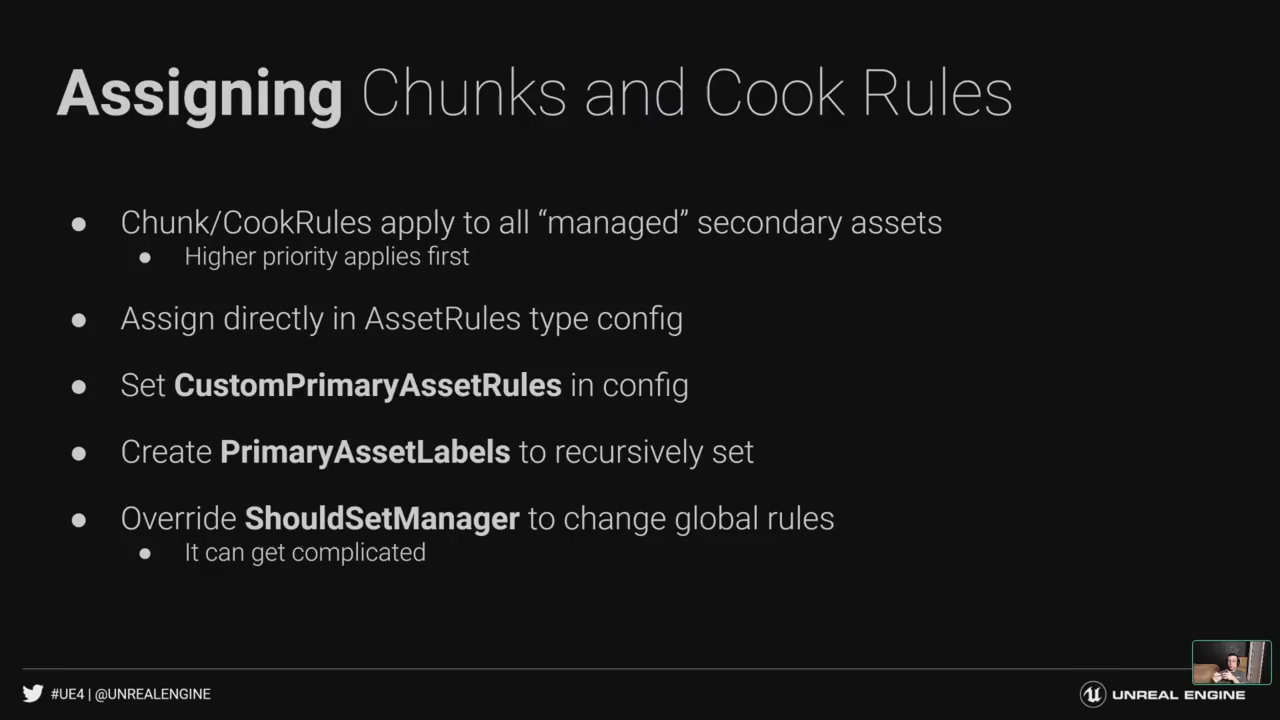 Assigning Chunks and Cook Rules
● Chunk/CookRules apply to all “managed” secondary assets
● Higher priority applies first
● Assign directly in AssetRules type config
● Set CustomPrimaryAssetRules in config
● Create PrimaryAssetLabels to recursively set
● Override ShouldSetManager to change global rules
● It can get complicated
#UE4 | @UNREALENGINE
UNREAL ENGINE